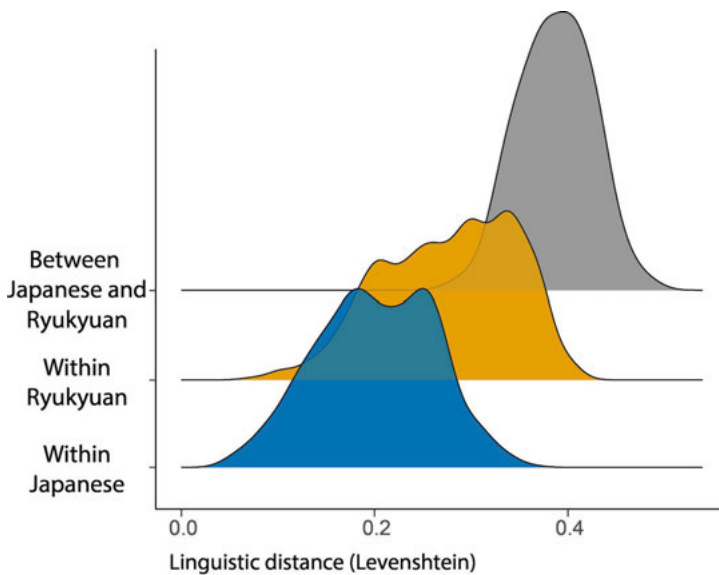 Between
Japanese and
Ryukyuan
Within
Ryukyuan
Within
Japanese
0.0
0.2
0.4
Linguistic distance (Levenshtein)